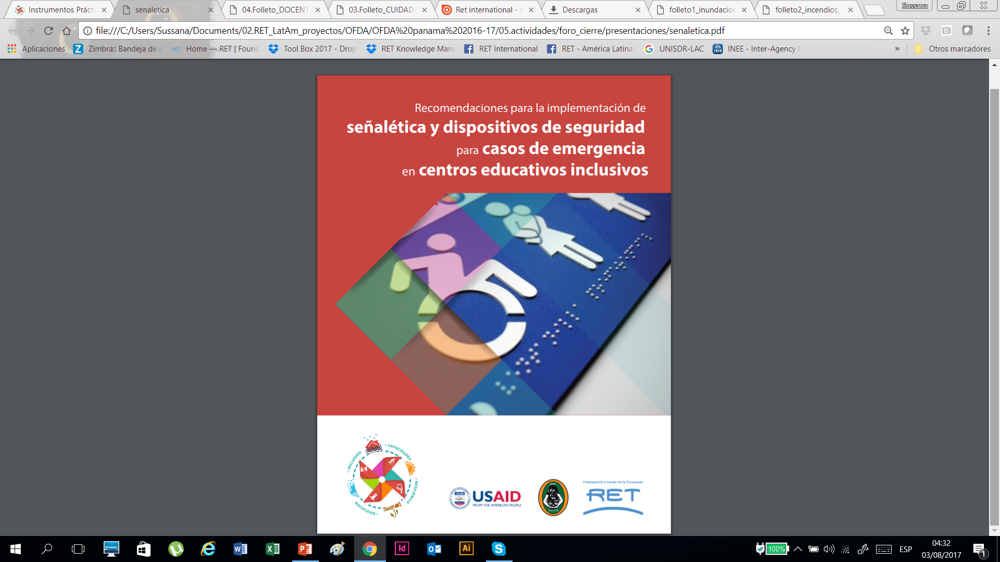 Instrumentos Prácti
senaletica
04.Folleto_DOCENT
03.Folleto_CUIDAD
Ret international - i
Descargas
folleto1_inundacion
folleto2_incendios_
Sussana
file:///C:/Users/Sussana/Documents/02.RET_LatAm_proyectos/OFDA/OFDA%20panama%202016-17/05.actividades/foro_cierre/presentaciones/senaletica.pdf
Aplicaciones
Zimbra:: Bandeja de e
Home — RET | Found
Tool Box 2017 - Drop
RET Knowledge Mana
RET International
RET - América Latina
UNISDR-LAC
INEE - Inter-Agency N
»
Otros marcadores
Recomendaciones para la implementación de
señalética y dispositivos de seguridad
para casos de emergencia
en centros educativos inclusivos
• INCLUSIÓN
• CAPACIDADES
• RESILIENCIA
• EDUCACIÓN
USAID
USAID
FROM THE AMERICAN PEOPLE
PANAMA
Protegiendo a través de la Educación
RET
100%
ESP
04:32
03/08/2017
1